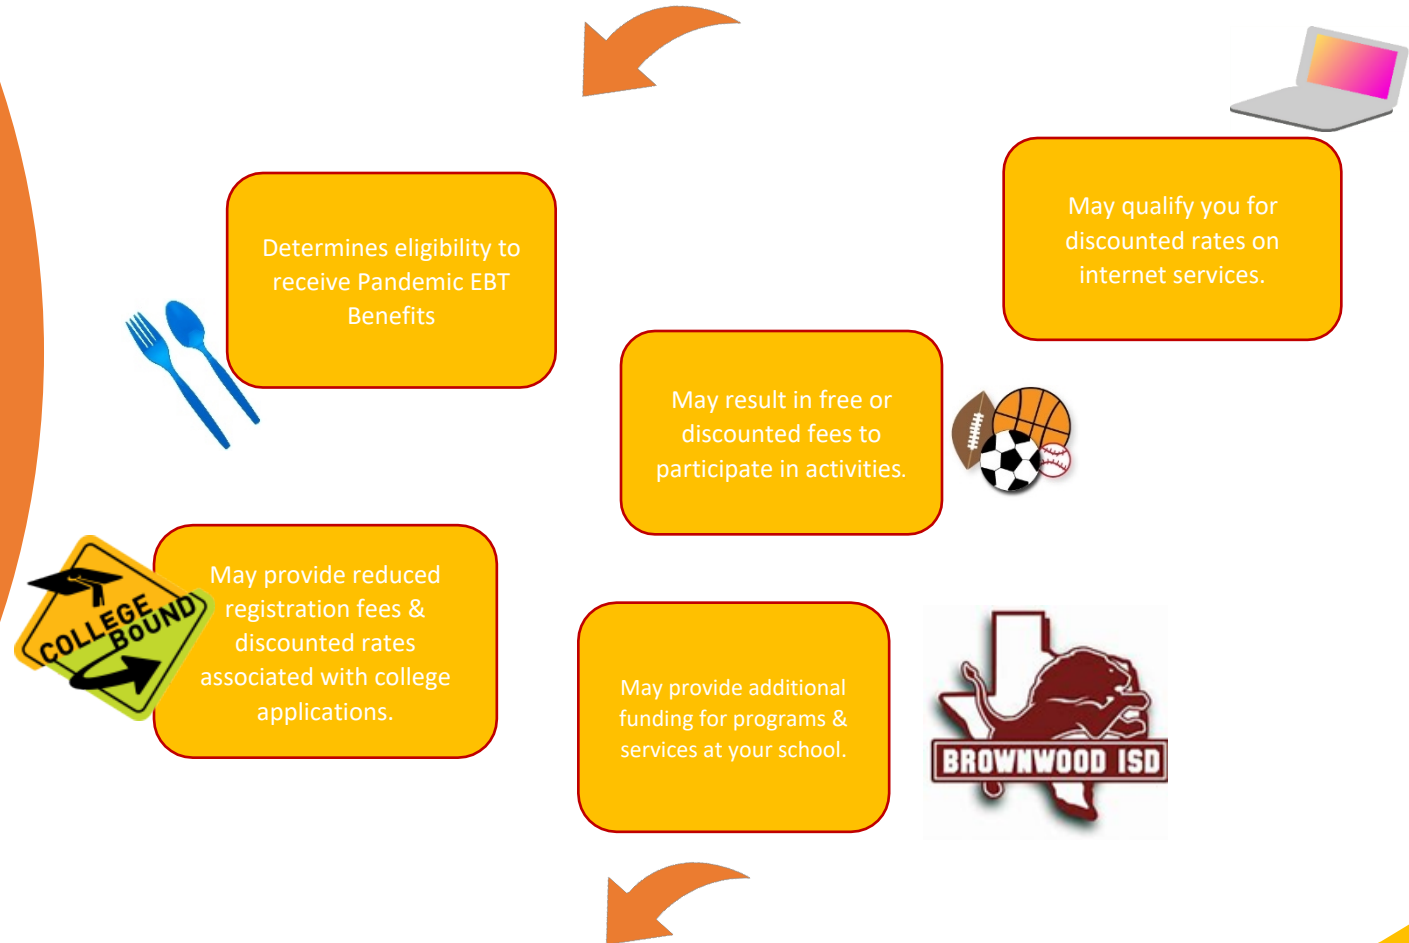 May qualify you for
discounted rates on
internet services.
Determines eligibility to
receive Pandemic EBT
Benefits
May result in free or
discounted fees to
participate in activities.
COLLEGE
BOUND
May provide reduced
registration fees &
discounted rates
associated with college
applications.
May provide additional
funding for programs &
services at your school.
BROWNWOOD ISD